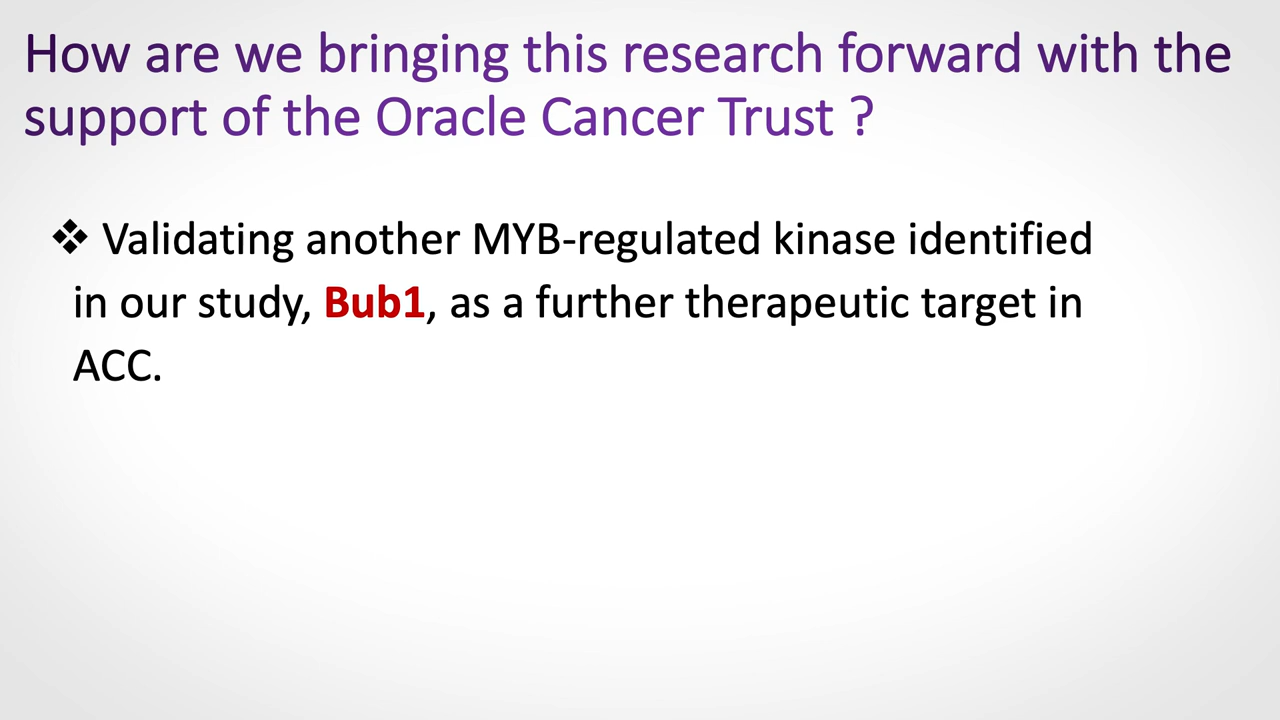 How are we bringing this research forward with the
support of the Oracle Cancer Trust ?
❖ Validating another MYB-regulated kinase identified
in our study, Bub1, as a further therapeutic target in
ACC.